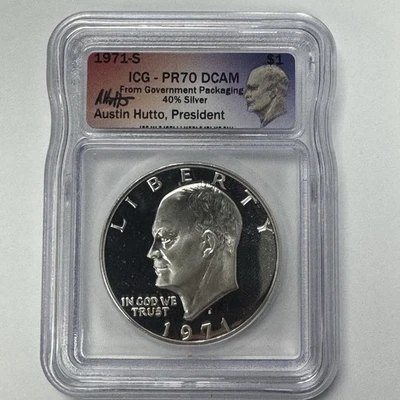 1971-S $1
ICG - PR70 DCAM
From Government Packaging
40% Silver
Austin Hutto, President
LIBERTY
IN GOD WE
TRUST
S
1971